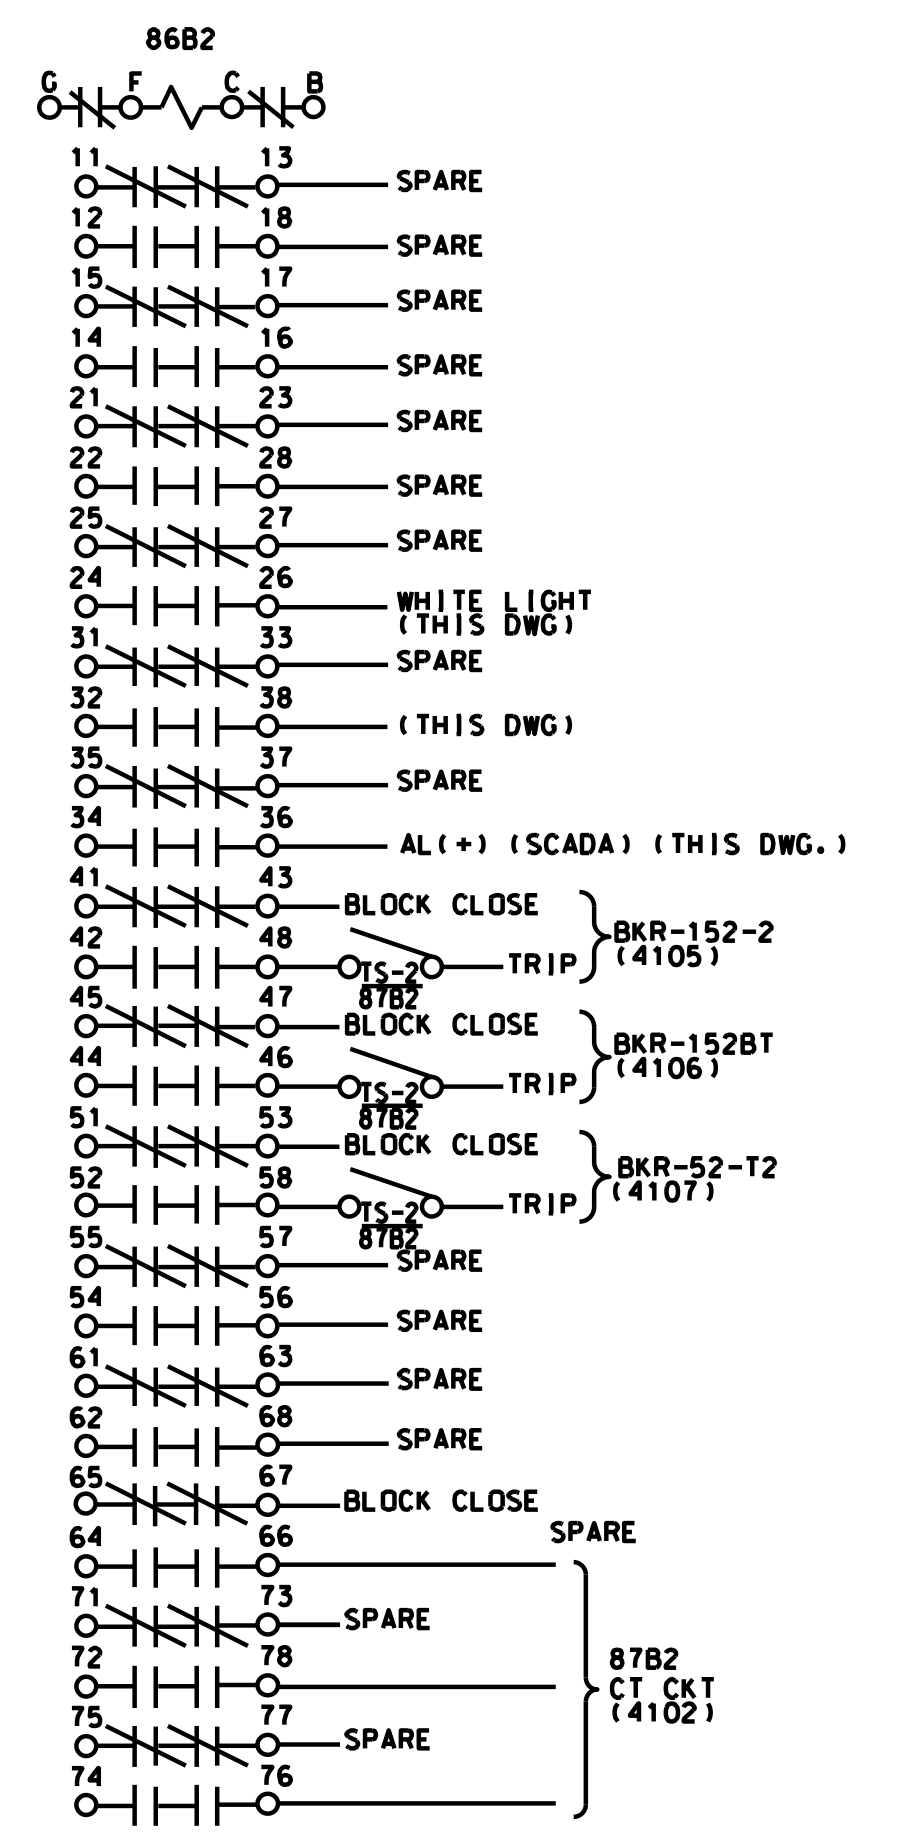 86B2
G F C B
11 13 SPARE
12 18 SPARE
15 17 SPARE
14 16 SPARE
21 23 SPARE
22 28 SPARE
25 27 SPARE
24 26 WHITE LIGHT
(THIS DWG)
31 33 SPARE
32 38 (THIS DWG)
35 37 SPARE
34 36 AL(+) (SCADA) (THIS DWG.)
41 43 BLOCK CLOSE
BKR-152-2
(4105)
42 48 TS-2 TRIP
87B2
45 47 BLOCK CLOSE
BKR-152BT
(4106)
44 46 TS-2 TRIP
87B2
51 53 BLOCK CLOSE
BKR-52-T2
(4107)
52 58 TS-2 TRIP
87B2
55 57 SPARE
54 56 SPARE
61 63 SPARE
62 68 SPARE
65 67 BLOCK CLOSE
SPARE
64 66
71 73 SPARE
72 78
87B2
CT CKT
(4102)
75 77 SPARE
74 76